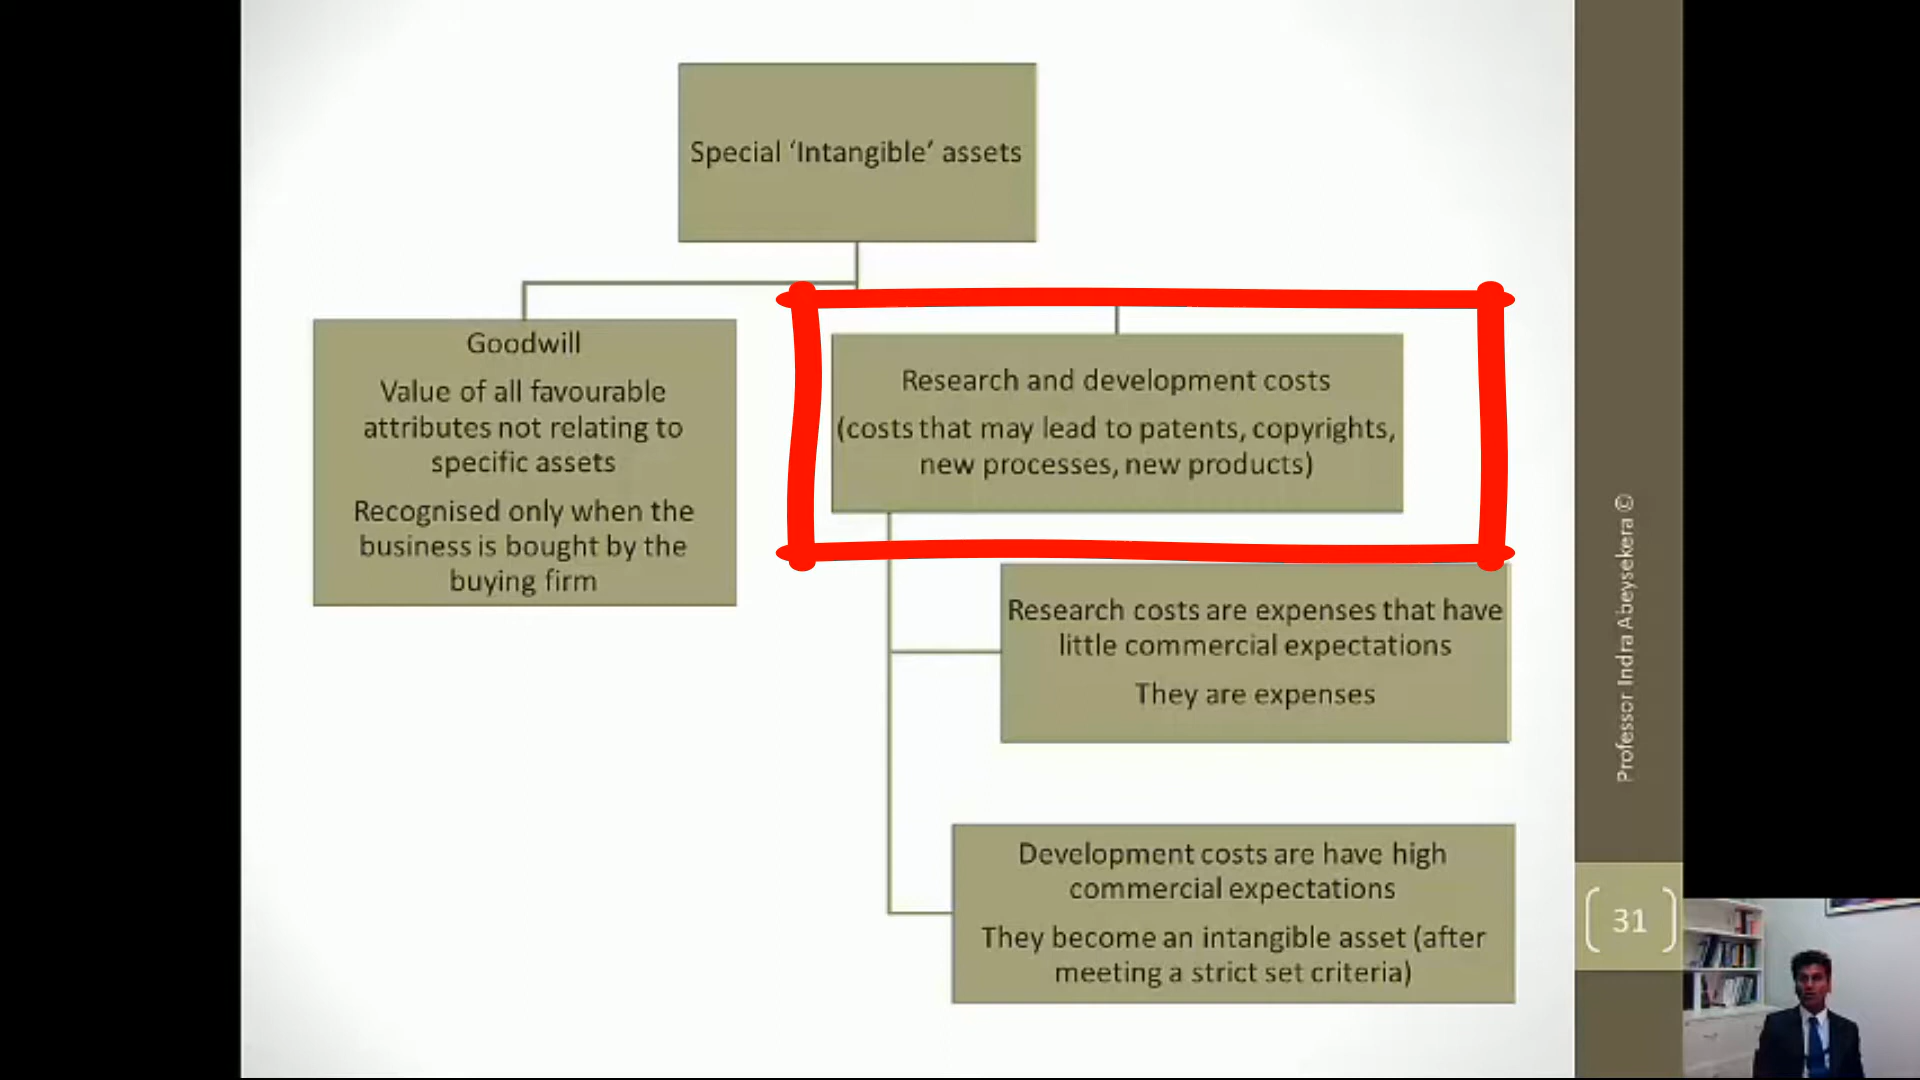 Special ‘Intangible’ assets
Goodwill
Value of all favourable
attributes not relating to
specific assets
Recognised only when the
business is bought by the
buying firm
Research and development costs
(costs that may lead to patents, copyrights,
new processes, new products)
Research costs are expenses that have
little commercial expectations
They are expenses
Development costs are have high
commercial expectations
They become an intangible asset (after
meeting a strict set criteria)
Professor Indra Abeysekera ©
31